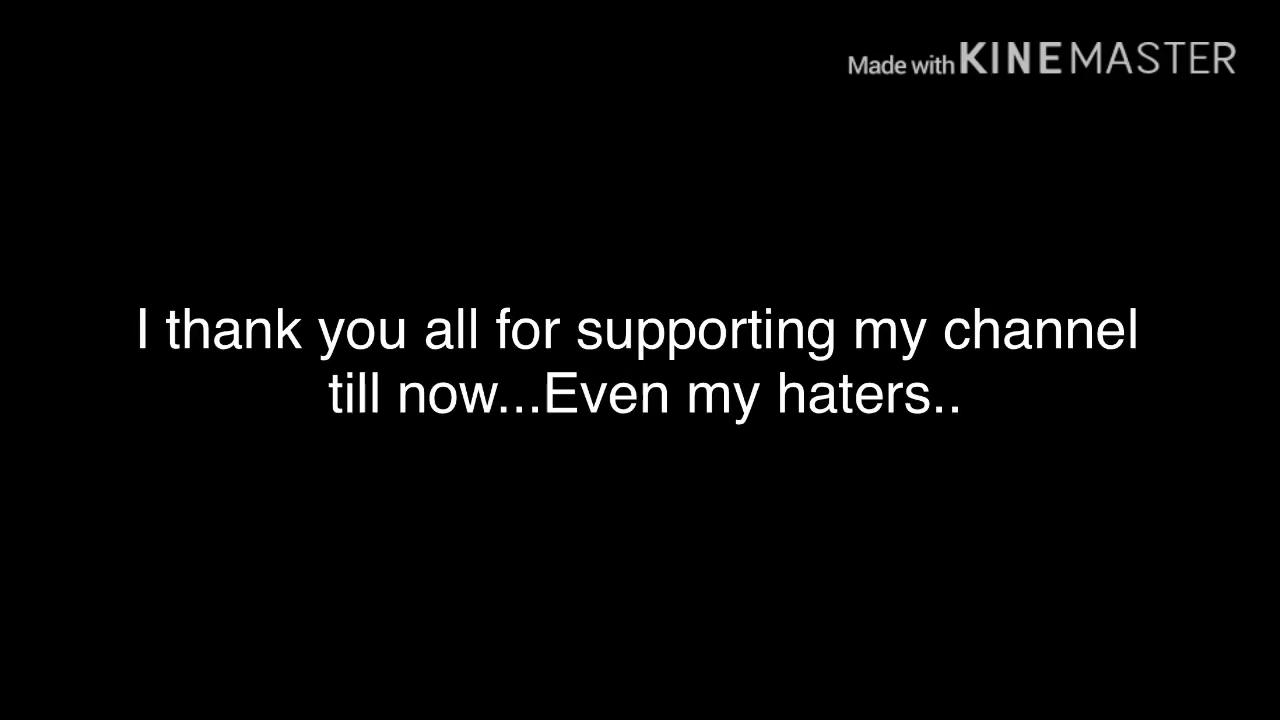 Made with KINEMASTER
I thank you all for supporting my channel
till now...Even my haters..